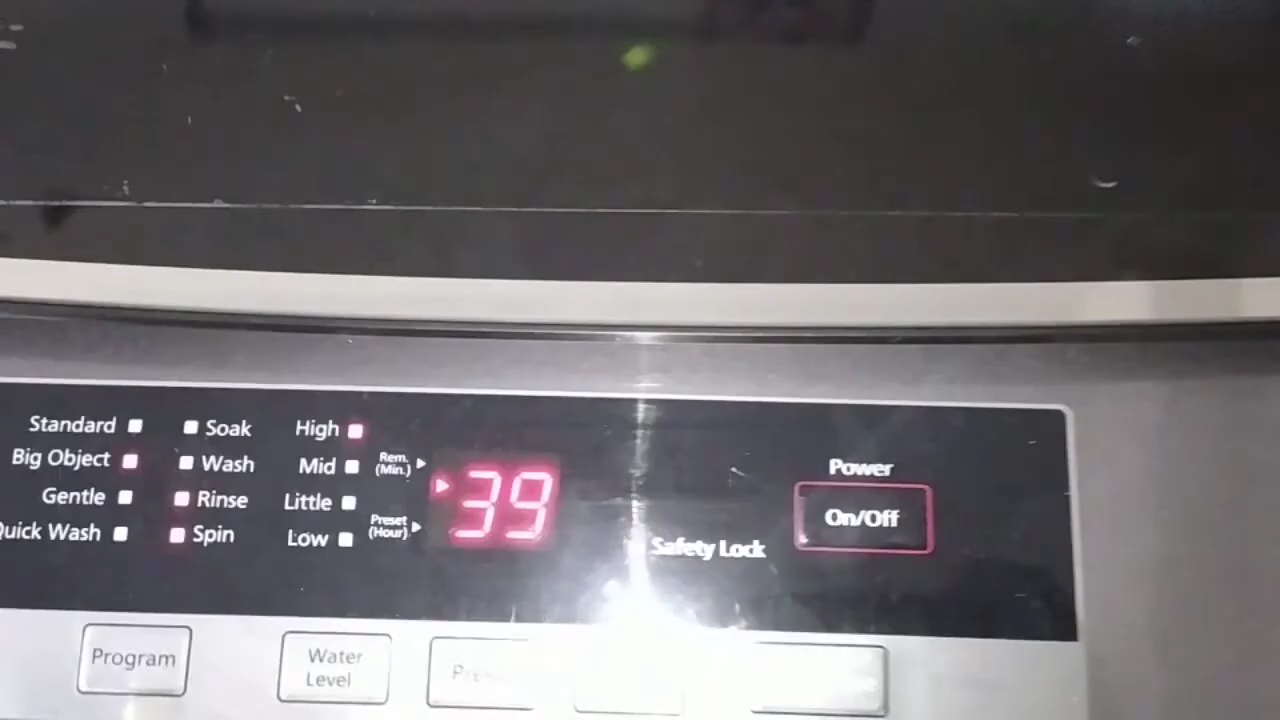 Standard
Big Object
Gentle
Quick Wash
Soak
Wash
Rinse
Spin
High
Mid
Little
Low
Rem.
(Min.)
Preset
(Hour)
39
Safety Lock
Power
On/Off
Program
Water
Level